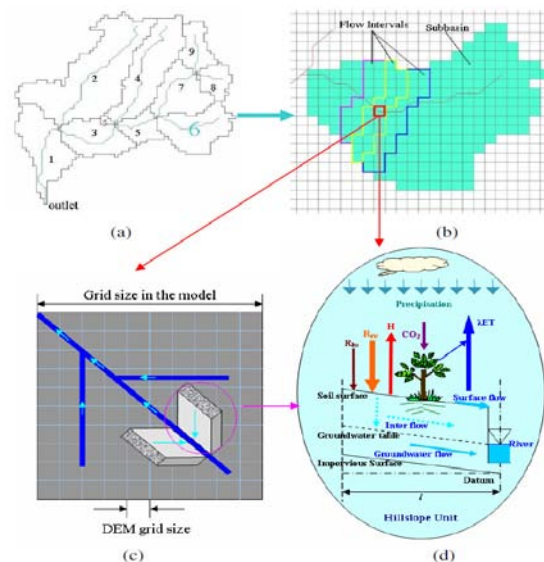 Flow Intervals
Subbasin
9
2
4
7
8
6
3
5
1
outlet
(a)
(b)
Grid size in the model
DEM grid size
(c)
Precipitation
H
CO₂
λET
Soil surface
Surface flow
Inter flow
Groundwater table
River
Groundwater flow
Impervious Surface
Datum
l
Hillslope Unit
(d)